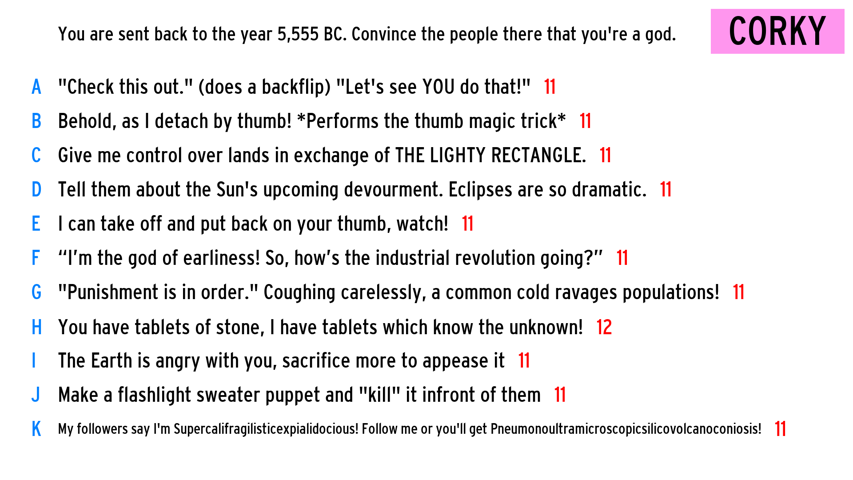 You are sent back to the year 5,555 BC. Convince the people there that you're a god.
CORKY
A "Check this out." (does a backflip) "Let's see YOU do that!" 11
B Behold, as I detach by thumb! *Performs the thumb magic trick* 11
C Give me control over lands in exchange of THE LIGHTY RECTANGLE. 11
D Tell them about the Sun's upcoming devourment. Eclipses are so dramatic. 11
E I can take off and put back on your thumb, watch! 11
F “I’m the god of earliness! So, how’s the industrial revolution going?” 11
G "Punishment is in order." Coughing carelessly, a common cold ravages populations! 11
H You have tablets of stone, I have tablets which know the unknown! 12
I The Earth is angry with you, sacrifice more to appease it 11
J Make a flashlight sweater puppet and "kill" it infront of them 11
K My followers say I'm Supercalifragilisticexpialidocious! Follow me or you'll get Pneumonoultramicroscopicsilicovolcanoconiosis! 11